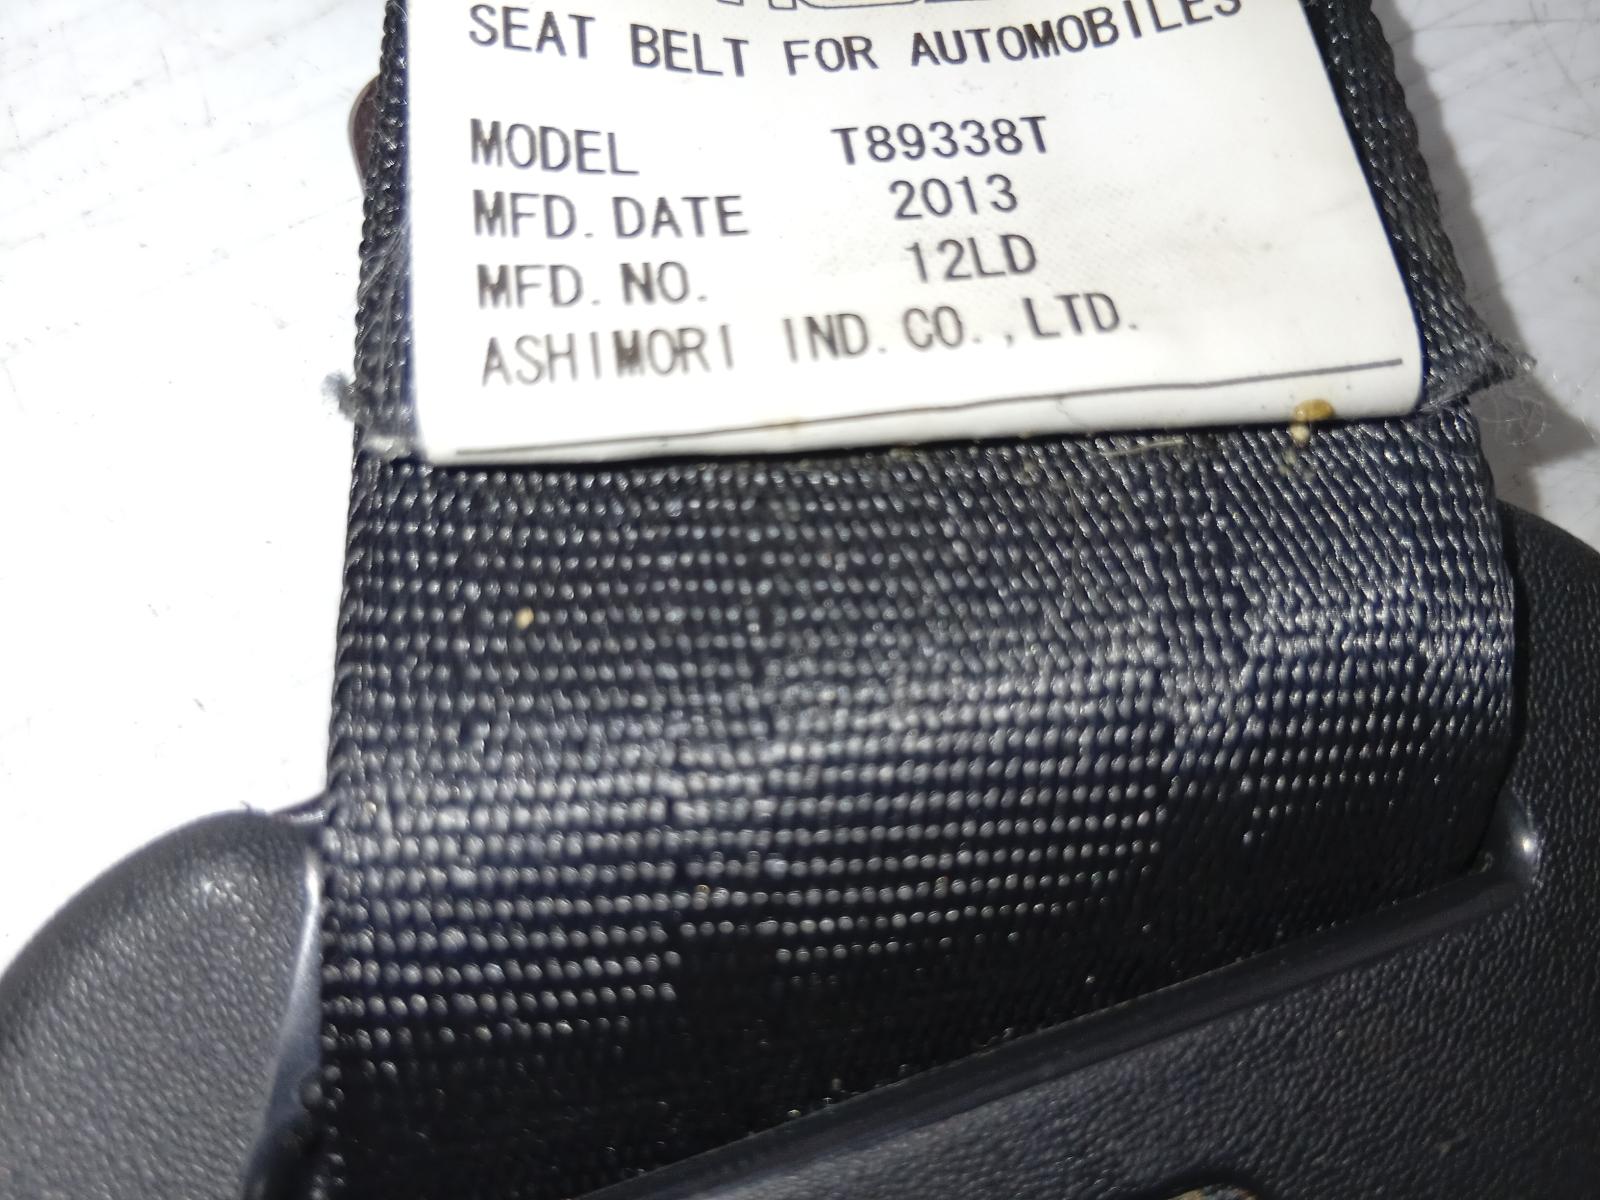 SEAT BELT FOR AUTOMOBILES
MODEL T89338T
MFD. DATE 2013
MFD. NO. 12LD
ASHIMORI IND. CO., LTD.